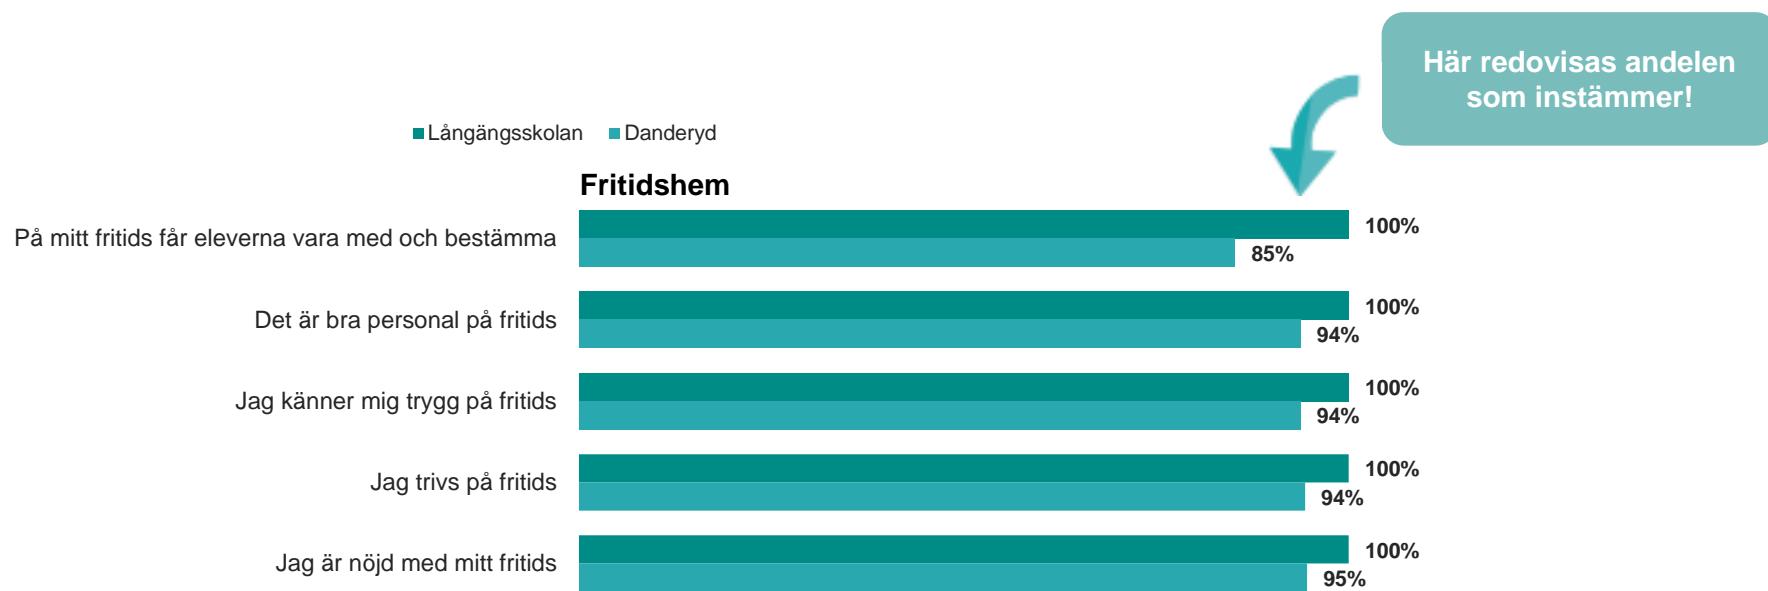 Här redovisas andelen
som instämmer!
Långängsskolan Danderyd
Fritidshem
På mitt fritids får eleverna vara med och bestämma
100%
85%
Det är bra personal på fritids
100%
94%
Jag känner mig trygg på fritids
100%
94%
Jag trivs på fritids
100%
94%
Jag är nöjd med mitt fritids
100%
95%